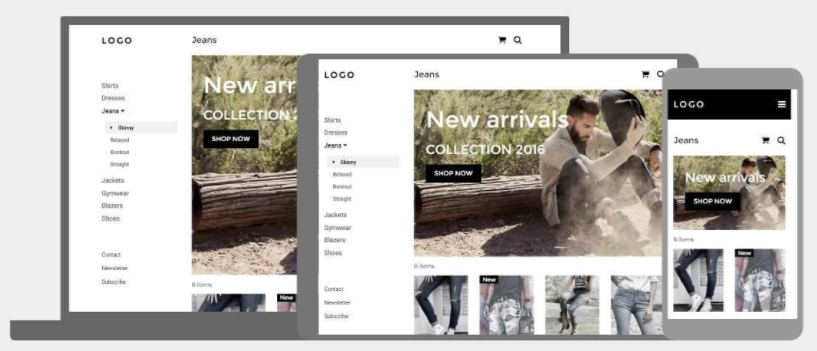 LOGO
Jeans
Shirts
Dresses
Jeans
Skinny
Relaxed
Bootcut
Straight
Jackets
Gymwear
Blazers
Shoes
Contact
Newsletter
Subscribe
New arr
COLLECTION 2
SHOP NOW
8 items
New
LOGO
Jeans
Shirts
Dresses
Jeans
Skinny
Relaxed
Bootcut
Straight
Jackets
Gymwear
Blazers
Shoes
Contact
Newsletter
Subscribe
New arrivals
COLLECTION 2016
SHOP NOW
8 items
New
LOGO
Jeans
New arrivals
SHOP NOW
8 items
New